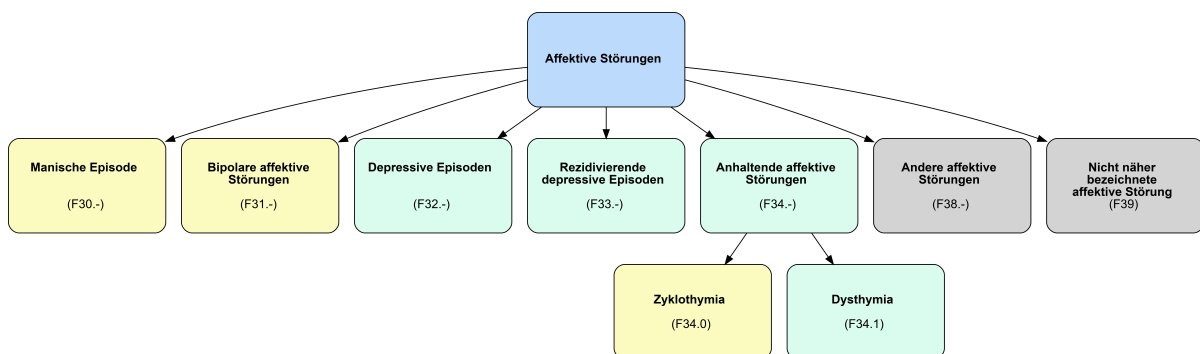 Affektive Störungen
Manische Episode
(F30.-)
Bipolare affektive
Störungen
(F31.-)
Depressive Episoden
(F32.-)
Rezidivierende
depressive Episoden
(F33.-)
Anhaltende affektive
Störungen
(F34.-)
Andere affektive
Störungen
(F38.-)
Nicht näher
bezeichnete
affektive Störung
(F39)
Zyklothymia
(F34.0)
Dysthymia
(F34.1)